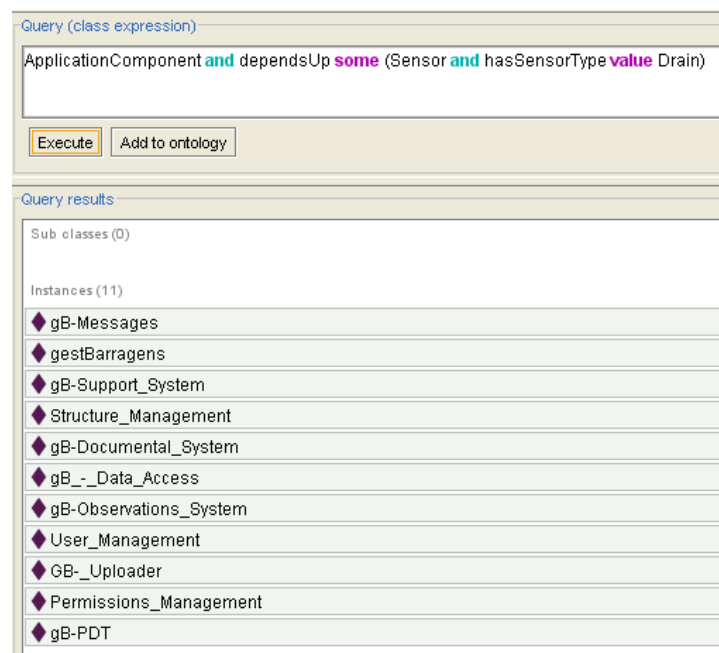 Query (class expression)
ApplicationComponent and dependsUp some (Sensor and hasSensorType value Drain)
Execute
Add to ontology
Query results
Sub classes (0)
Instances (11)
gB-Messages
gestBarragens
gB-Support_System
Structure_Management
gB-Documental_System
gB_-_Data_Access
gB-Observations_System
User_Management
GB-_Uploader
Permissions_Management
gB-PDT